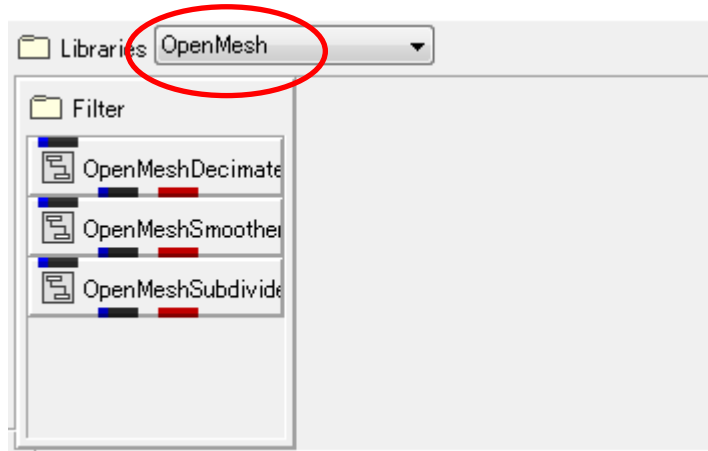 Libraries OpenMesh
Filter
OpenMeshDecimate
OpenMeshSmoother
OpenMeshSubdivide